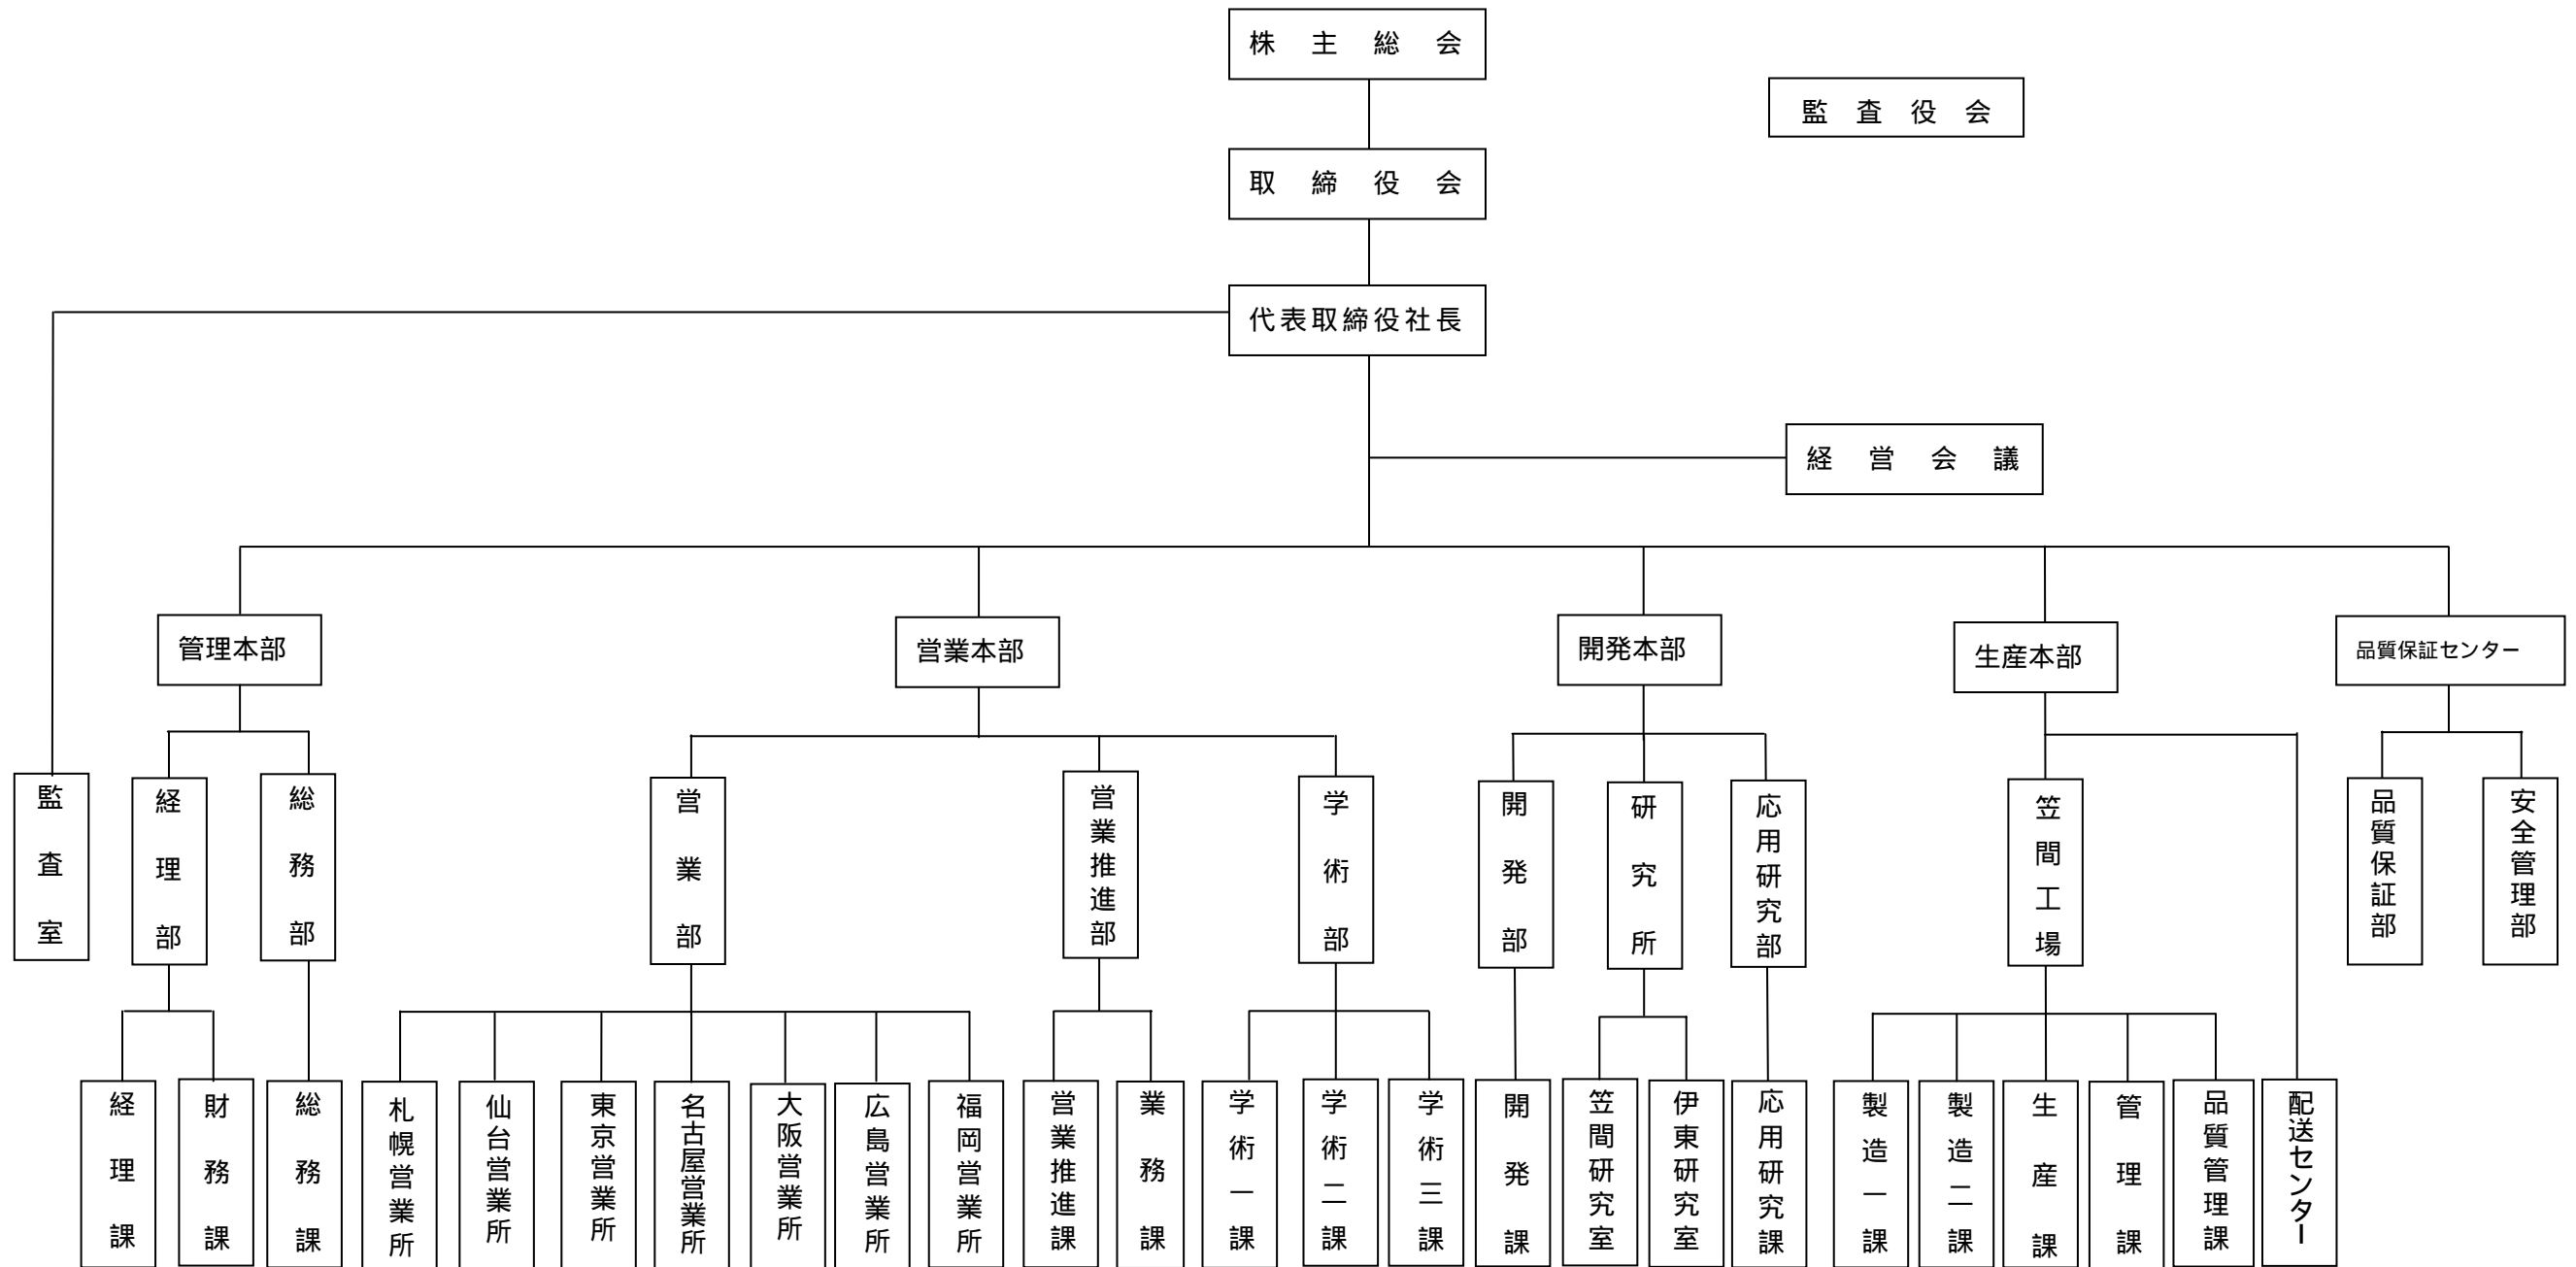 株主総会
監査役会
取締役会
代表取締役社長
経営会議
管理本部
営業本部
開発本部
生産本部
品質保証センター
監査室
経理部
総務部
営業部
営業推進部
学術部
開発部
研究所
応用研究部
笠間工場
品質保証部
安全管理部
経理課
財務課
総務課
札幌営業所
仙台営業所
東京営業所
名古屋営業所
大阪営業所
広島営業所
福岡営業所
営業推進課
業務課
学術一課
学術二課
学術三課
開発課
笠間研究室
伊東研究室
応用研究課
製造一課
製造二課
生産課
管理課
品質管理課
配送センター